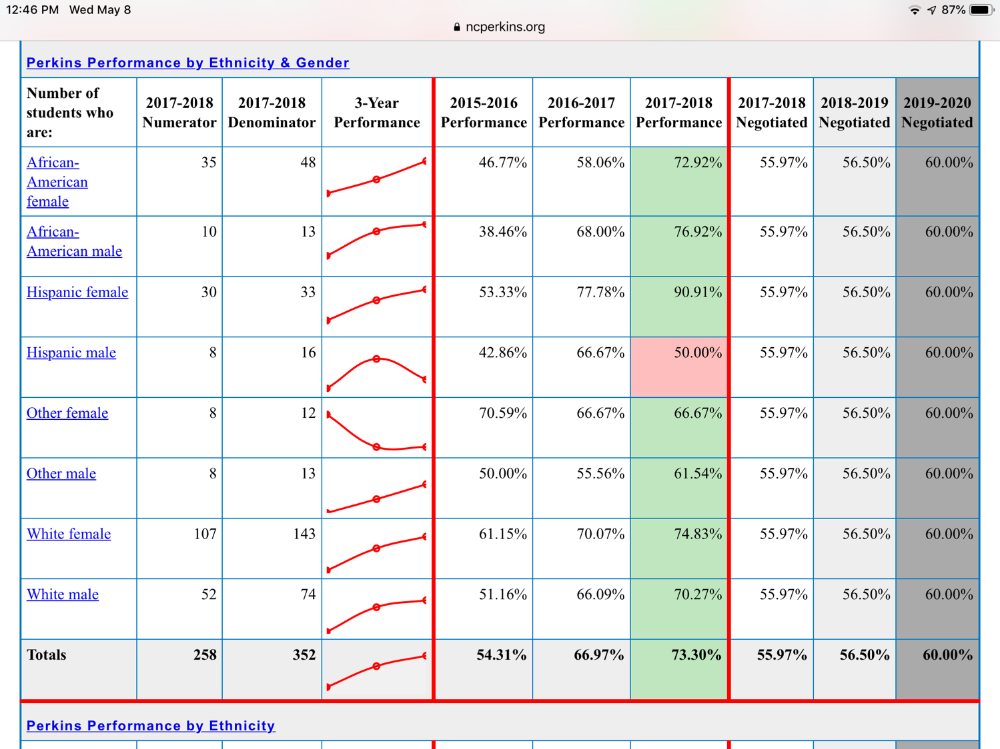 12:46 PM Wed May 8 87%
ncperkins.org
Perkins Performance by Ethnicity & Gender
Number of students who are: 2017-2018 Numerator 2017-2018 Denominator 3-Year Performance 2015-2016 Performance 2016-2017 Performance 2017-2018 Performance 2017-2018 Negotiated 2018-2019 Negotiated 2019-2020 Negotiated
African-American female 35 48 46.77% 58.06% 72.92% 55.97% 56.50% 60.00%
African-American male 10 13 38.46% 68.00% 76.92% 55.97% 56.50% 60.00%
Hispanic female 30 33 53.33% 77.78% 90.91% 55.97% 56.50% 60.00%
Hispanic male 8 16 42.86% 66.67% 50.00% 55.97% 56.50% 60.00%
Other female 8 12 70.59% 66.67% 66.67% 55.97% 56.50% 60.00%
Other male 8 13 50.00% 55.56% 61.54% 55.97% 56.50% 60.00%
White female 107 143 61.15% 70.07% 74.83% 55.97% 56.50% 60.00%
White male 52 74 51.16% 66.09% 70.27% 55.97% 56.50% 60.00%
Totals 258 352 54.31% 66.97% 73.30% 55.97% 56.50% 60.00%
Perkins Performance by Ethnicity